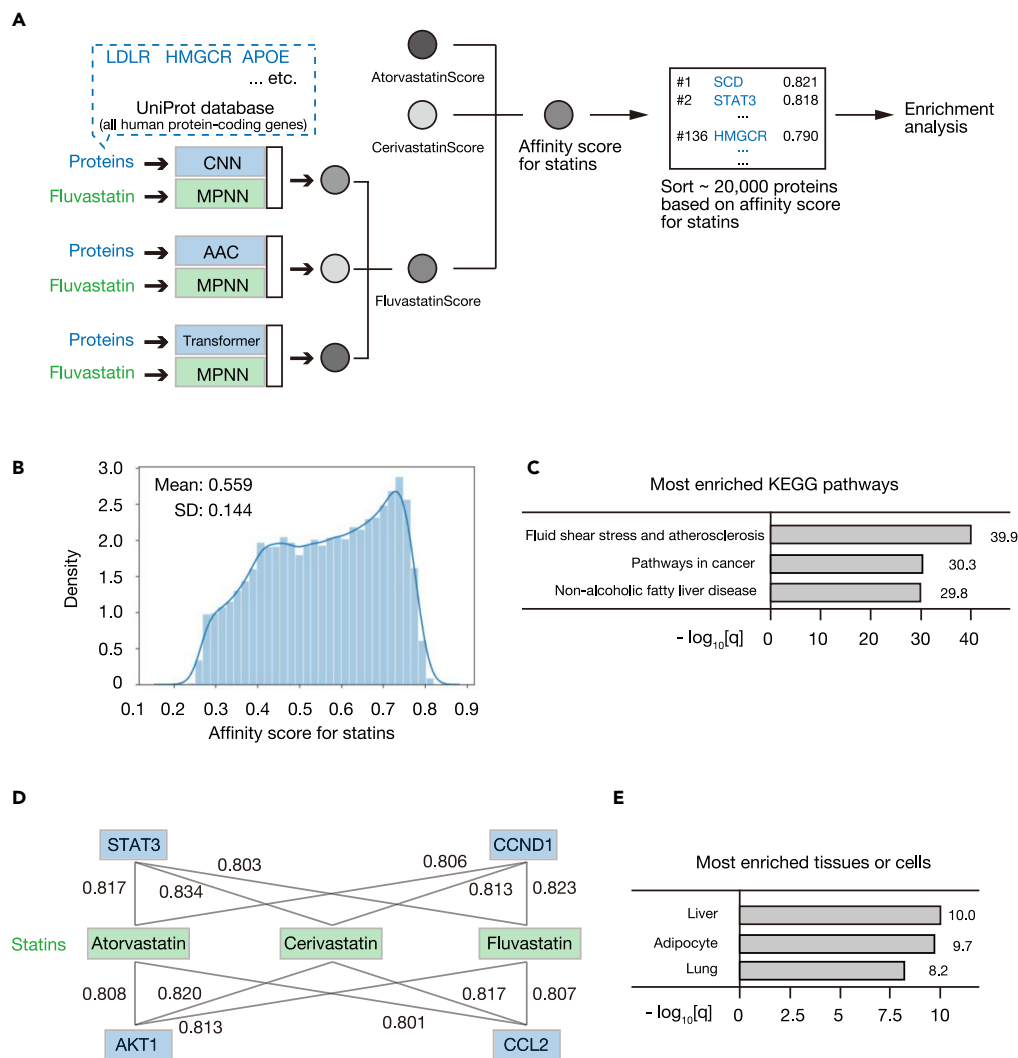 A
LDLR HMGCR APOE
... etc.
UniProt database
(all human protein-coding genes)
Proteins
CNN
Fluvastatin
MPNN
Proteins
AAC
Fluvastatin
MPNN
Proteins
Transformer
Fluvastatin
MPNN
AtorvastatinScore
CerivastatinScore
FluvastatinScore
Affinity score
for statins
#1 SCD 0.821
#2 STAT3 0.818
...
#136 HMGCR 0.790
...
...
Sort ~ 20,000 proteins
based on affinity score
for statins
Enrichment
analysis
B
Mean: 0.559
SD: 0.144
Density
3.0
2.5
2.0
1.5
1.0
0.5
0
0.1 0.2 0.3 0.4 0.5 0.6 0.7 0.8 0.9
Affinity score for statins
C
Most enriched KEGG pathways
Fluid shear stress and atherosclerosis 39.9
Pathways in cancer 30.3
Non-alcoholic fatty liver disease 29.8
- log10[q] 0 10 20 30 40
D
STAT3 CCND1
0.803 0.806
0.817 0.834 0.813 0.823
Statins Atorvastatin Cerivastatin Fluvastatin
0.808 0.820 0.817 0.807
0.813 0.801
AKT1 CCL2
E
Most enriched tissues or cells
Liver 10.0
Adipocyte 9.7
Lung 8.2
- log10[q] 0 2.5 5 7.5 10